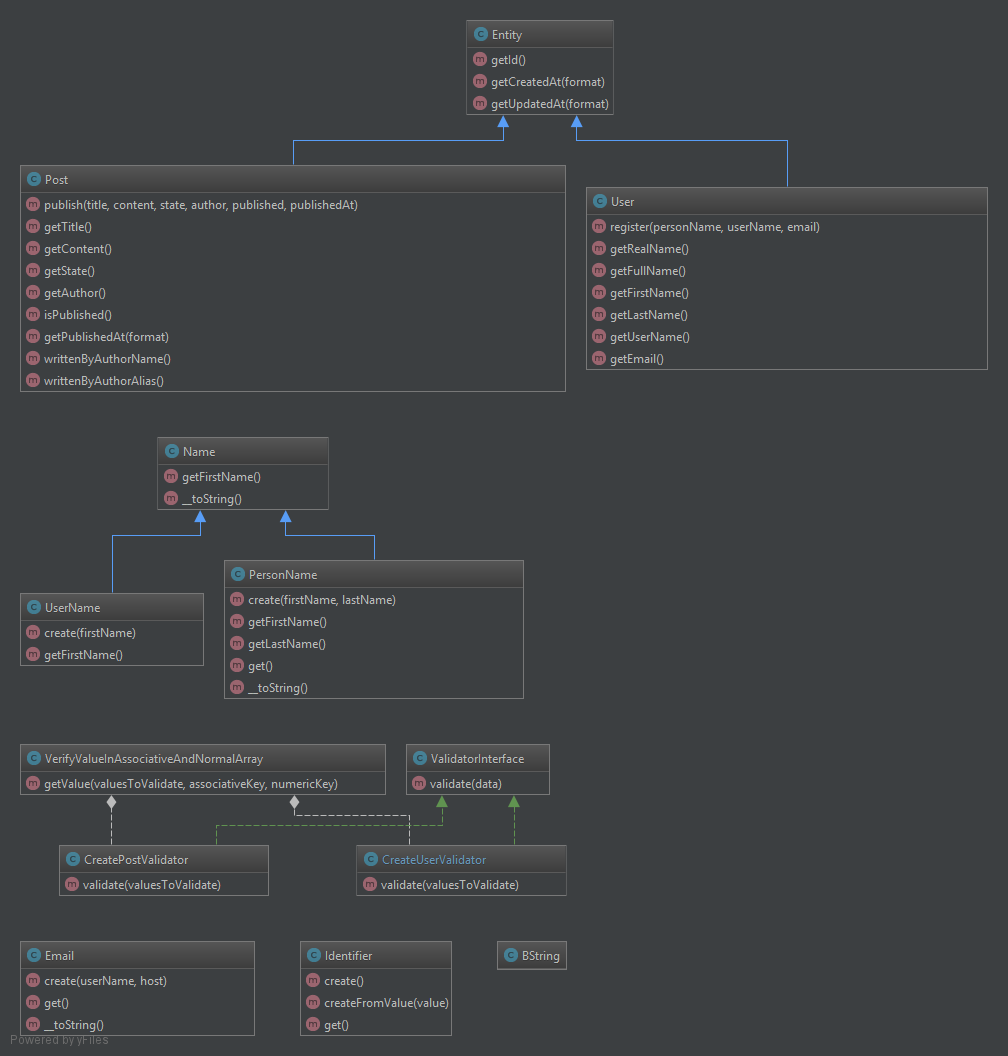 Entity
getId()
getCreatedAt(format)
getUpdatedAt(format)
Post
publish(title, content, state, author, published, publishedAt)
getTitle()
getContent()
getState()
getAuthor()
isPublished()
getPublishedAt(format)
writtenByAuthorName()
writtenByAuthorAlias()
User
register(personName, userName, email)
getRealName()
getFullName()
getFirstName()
getLastName()
getUserName()
getEmail()
Name
getFirstName()
__toString()
UserName
create(firstName)
getFirstName()
PersonName
create(firstName, lastName)
getFirstName()
getLastName()
get()
__toString()
VerifyValueInAssociativeAndNormalArray
getValue(valuesToValidate, associativeKey, numericKey)
ValidatorInterface
validate(data)
CreatePostValidator
validate(valuesToValidate)
CreateUserValidator
validate(valuesToValidate)
Email
create(userName, host)
get()
__toString()
Identifier
create()
createFromValue(value)
get()
BString
Powered by yFiles